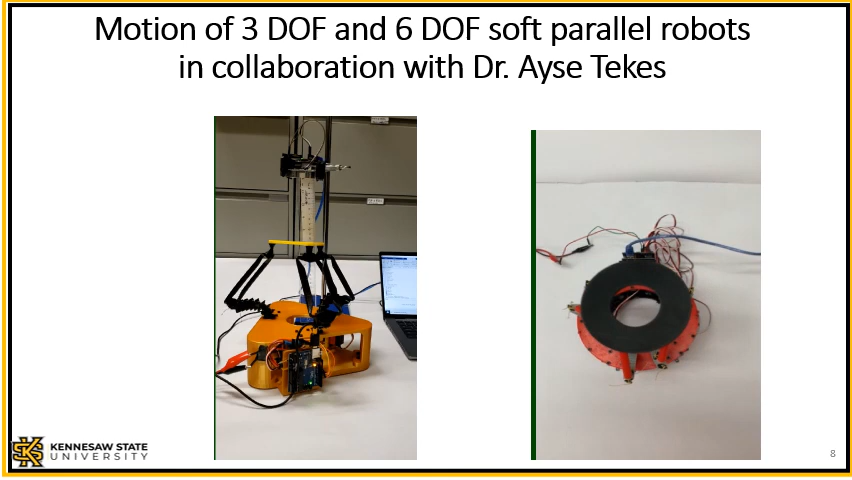 Motion of 3 DOF and 6 DOF soft parallel robots
in collaboration with Dr. Ayse Tekes
KENNESAW STATE
UNIVERSITY
8